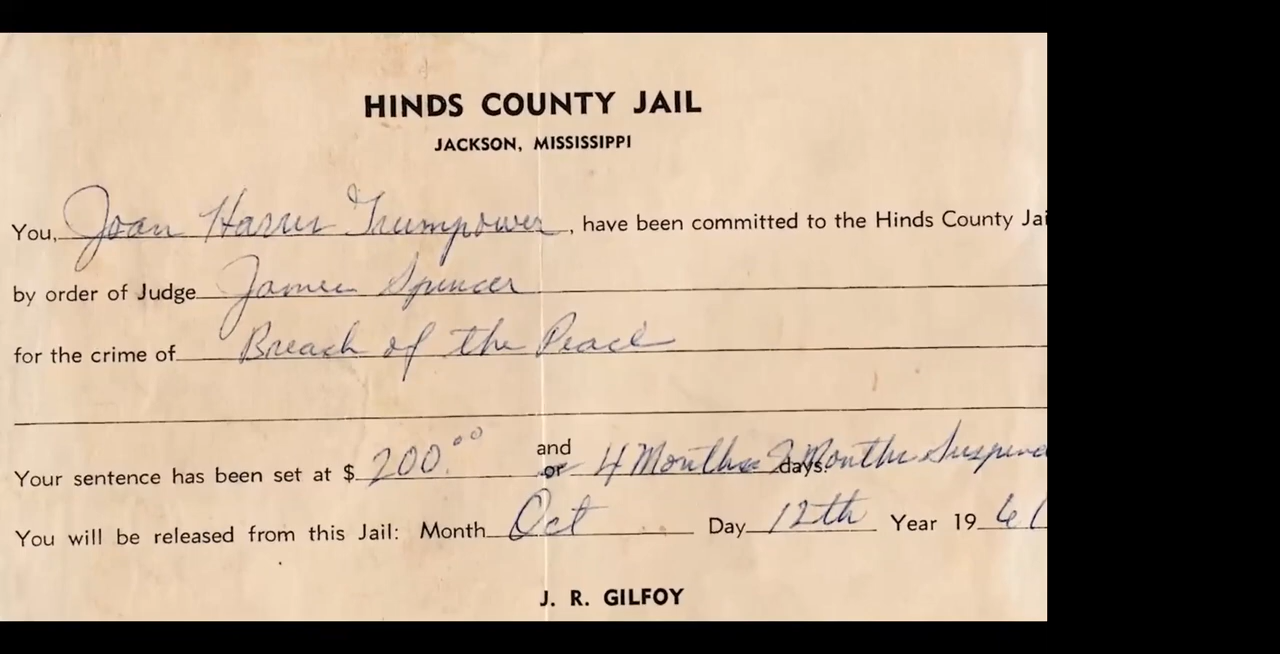 HINDS COUNTY JAIL
JACKSON, MISSISSIPPI
You, Joan Harris Trumpower, have been committed to the Hinds County Jai
by order of Judge James Spencer
for the crime of Breach of the Peace
Your sentence has been set at $ 200.00 and or 4 Months 2 Months Suspend days.
You will be released from this Jail: Month Oct Day 12th Year 19 61
J. R. GILFOY